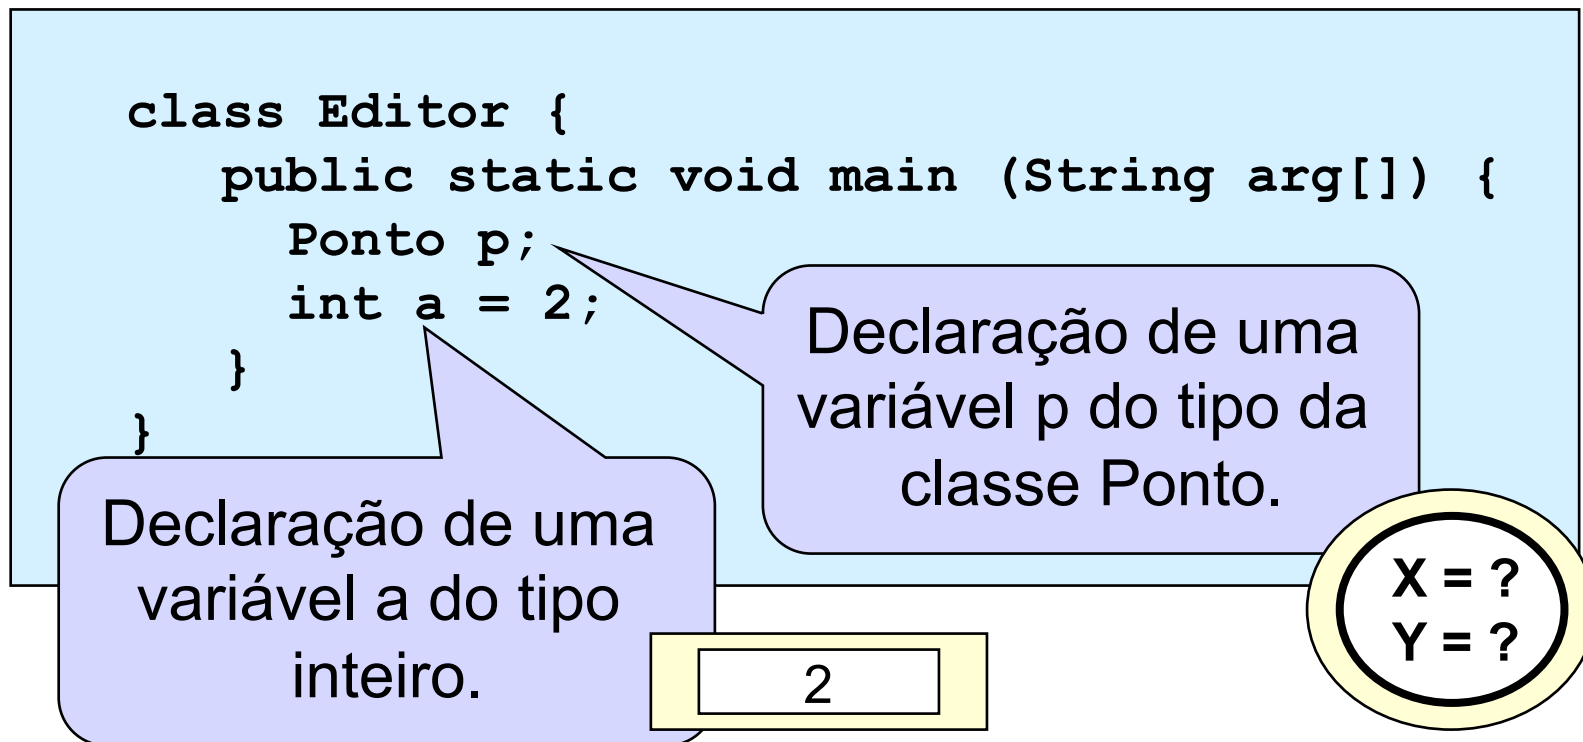 class Editor {
public static void main (String arg[]) {
Ponto p;
int a = 2;
}
}
Declaração de uma
variável p do tipo da
classe Ponto.
Declaração de uma
variável a do tipo
inteiro.
2
X = ?
Y = ?